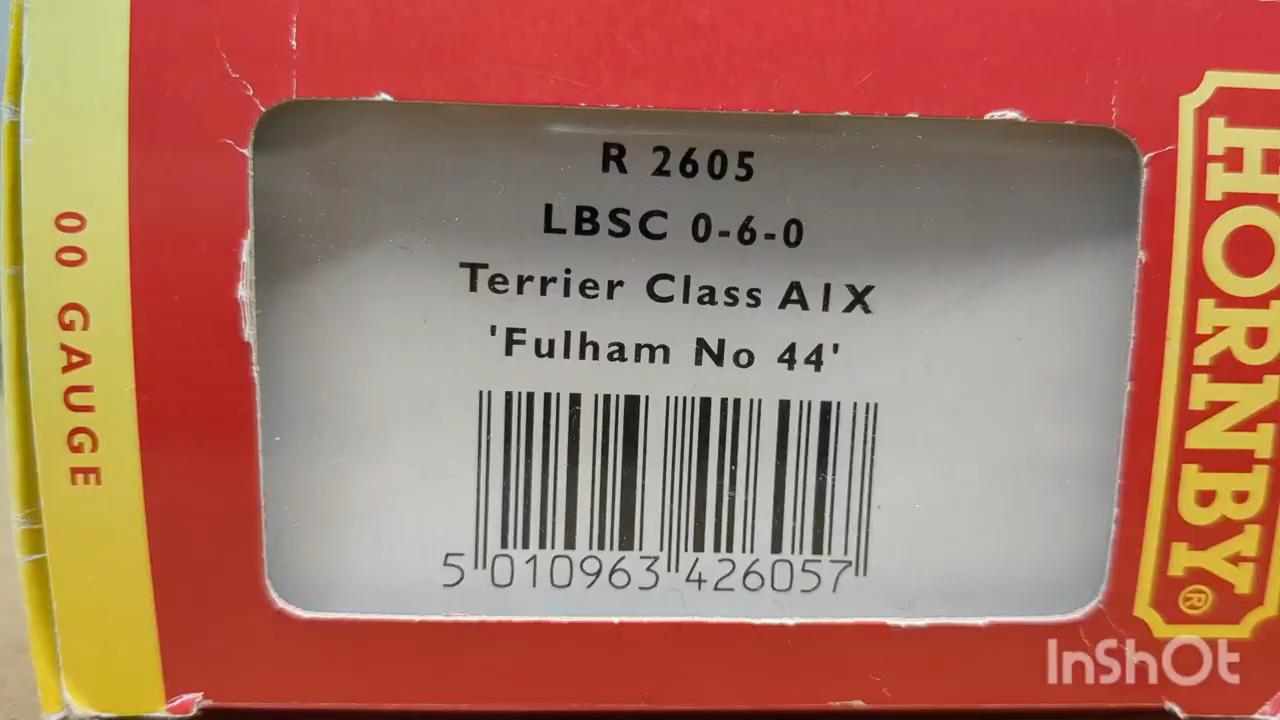 R 2605
LBSC 0-6-0
Terrier Class A1X
'Fulham No 44'
5 010963 426057
00 GAUGE
HORNBY®
InShOt